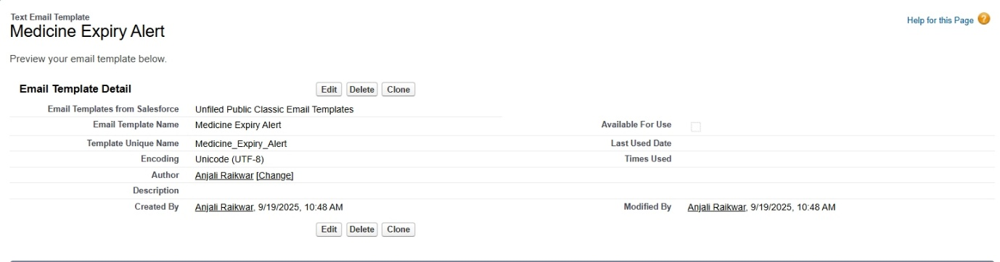 Text Email Template
Medicine Expiry Alert
Help for this Page ?
Preview your email template below.
Email Template Detail Edit Delete Clone
Email Templates from Salesforce Unfiled Public Classic Email Templates
Email Template Name Medicine Expiry Alert Available For Use
Template Unique Name Medicine_Expiry_Alert Last Used Date
Encoding Unicode (UTF-8) Times Used
Author Anjali Raikwar [Change]
Description
Created By Anjali Raikwar, 9/19/2025, 10:48 AM Modified By Anjali Raikwar, 9/19/2025, 10:48 AM
Edit Delete Clone